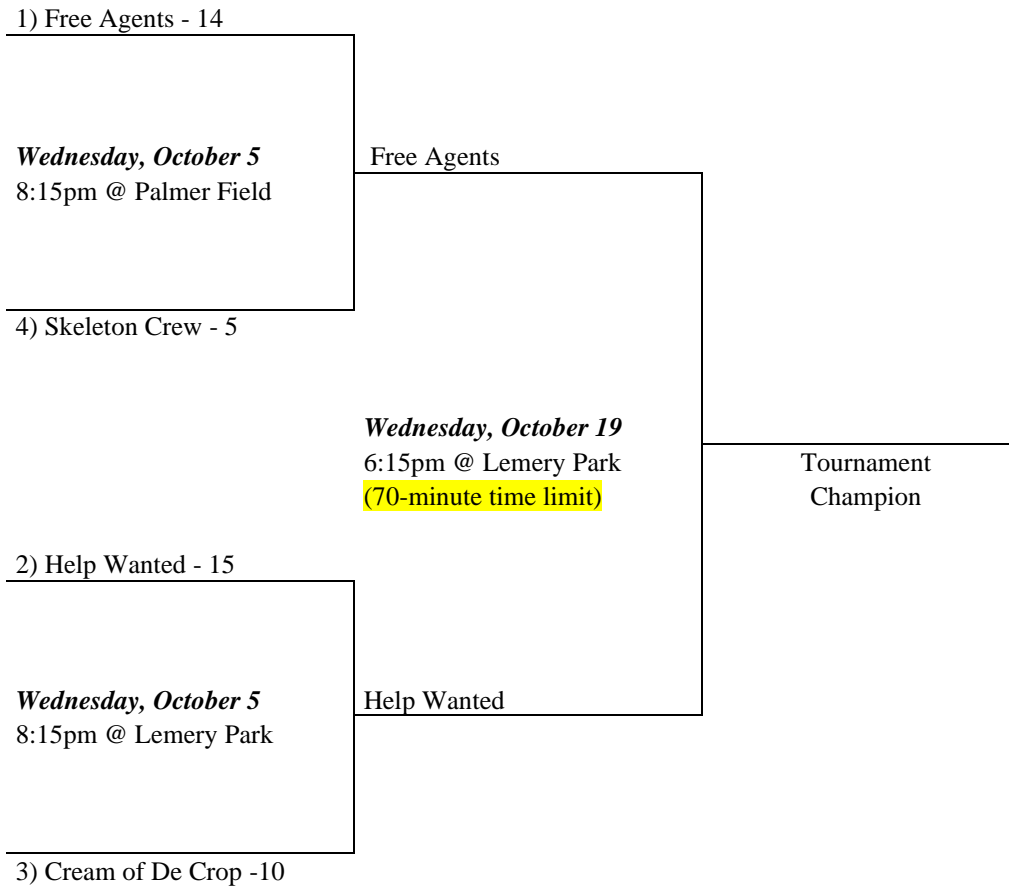 1) Free Agents - 14
Wednesday, October 5
8:15pm @ Palmer Field
Free Agents
4) Skeleton Crew - 5
Wednesday, October 19
6:15pm @ Lemery Park
(70-minute time limit)
Tournament
Champion
2) Help Wanted - 15
Wednesday, October 5
8:15pm @ Lemery Park
Help Wanted
3) Cream of De Crop -10